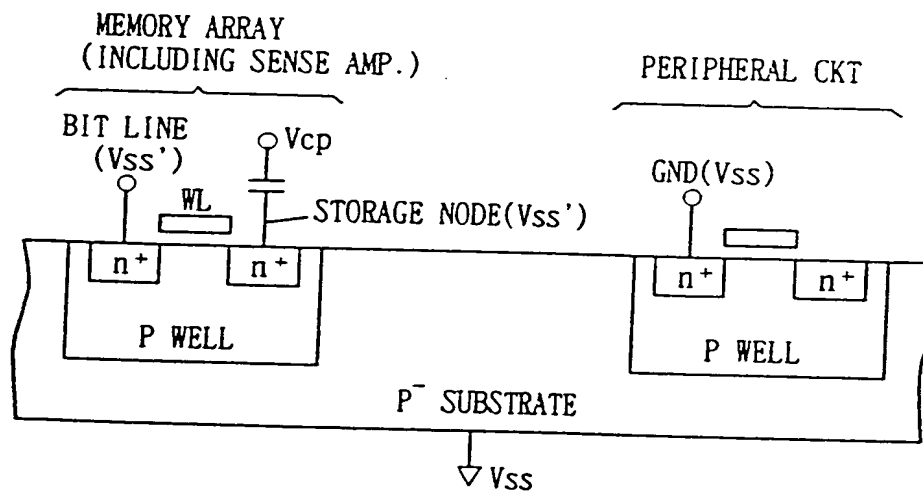 MEMORY ARRAY
(INCLUDING SENSE AMP.)
PERIPHERAL CKT
BIT LINE
(Vss')
Vcp
WL
STORAGE NODE(Vss')
GND(Vss)
n+
n+
n+
n+
P WELL
P WELL
P- SUBSTRATE
Vss